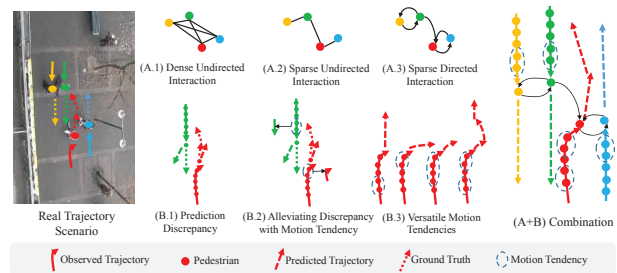 (A.1) Dense Undirected
Interaction
(A.2) Sparse Undirected
Interaction
(A.3) Sparse Directed
Interaction
Real Trajectory
Scenario
(B.1) Prediction
Discrepancy
(B.2) Alleviating Discrepancy
with Motion Tendency
(B.3) Versatile Motion
Tendencies
(A+B) Combination
Observed Trajectory
Pedestrian
Predicted Trajectory
Ground Truth
Motion Tendency